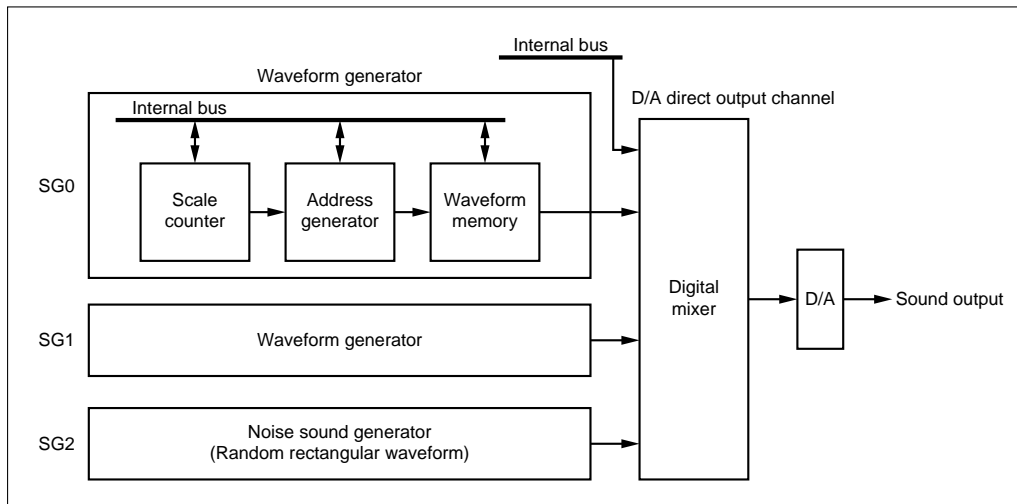 Internal bus
Waveform generator
D/A direct output channel
Internal bus
SG0
Scale
counter
Address
generator
Waveform
memory
Digital
mixer
D/A
Sound output
SG1
Waveform generator
SG2
Noise sound generator
(Random rectangular waveform)